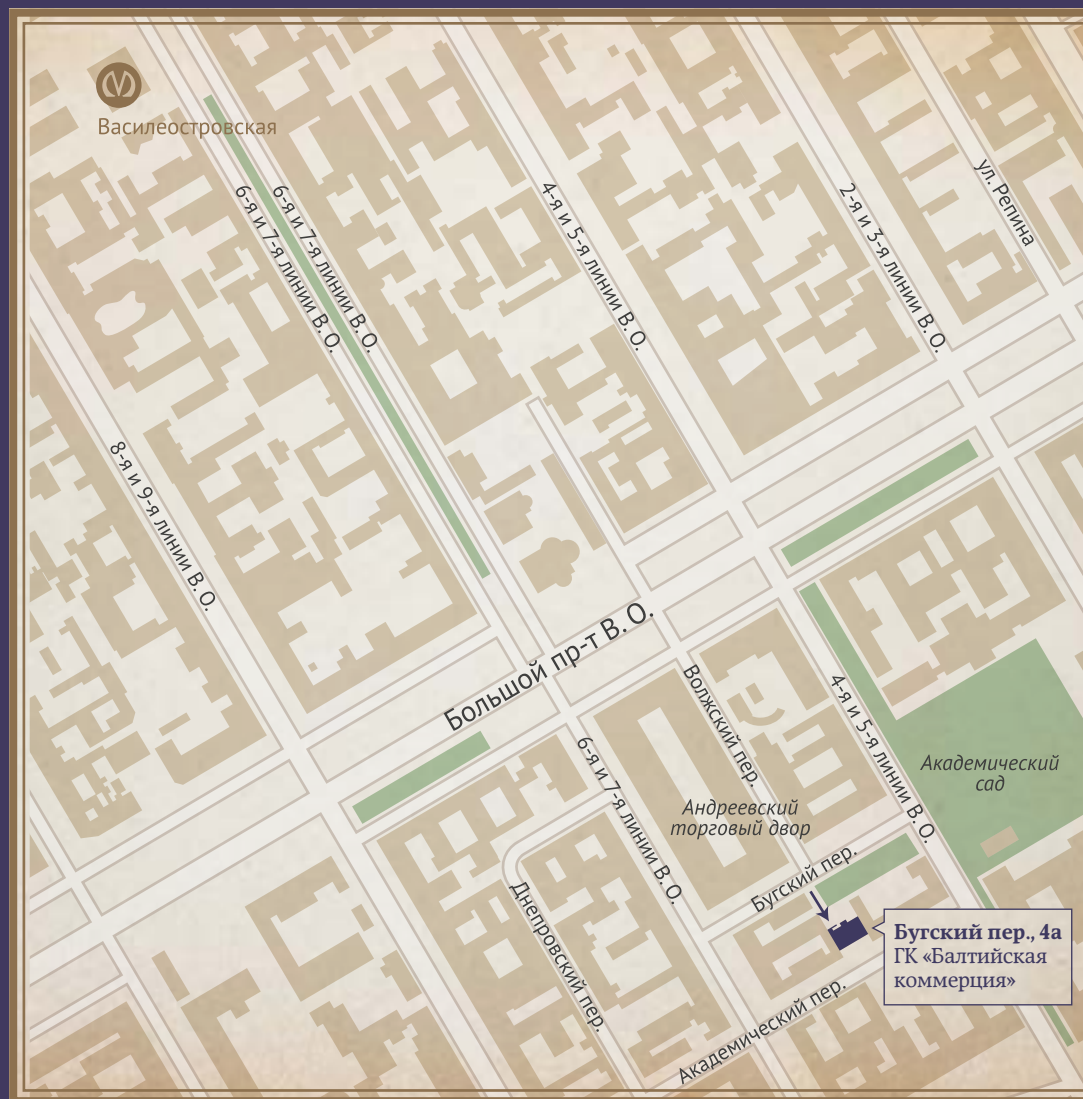 Василеостровская
ул. Репина
6-я и 7-я линии В. О.
6-я и 7-я линии В. О.
4-я и 5-я линии В. О.
2-я и 3-я линии В. О.
8-я и 9-я линии В. О.
Большой пр-т В. О.
Волжский пер.
4-я и 5-я линии В. О.
6-я и 7-я линии В. О.
Академический
сад
Андреевский
торговый двор
Бугский пер.
Днепровский пер.
Бугский пер., 4а
ГК «Балтийская
коммерция»
Академический пер.